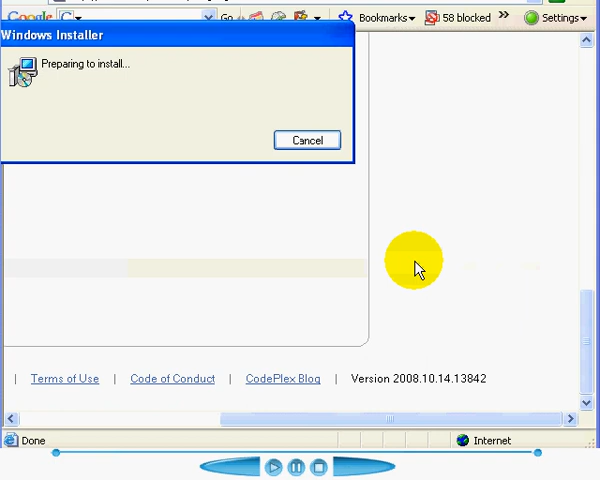 Google
Go
Bookmarks
58 blocked
Settings
Windows Installer
Preparing to install...
Cancel
| Terms of Use | Code of Conduct | CodePlex Blog | Version 2008.10.14.13842
Done
Internet